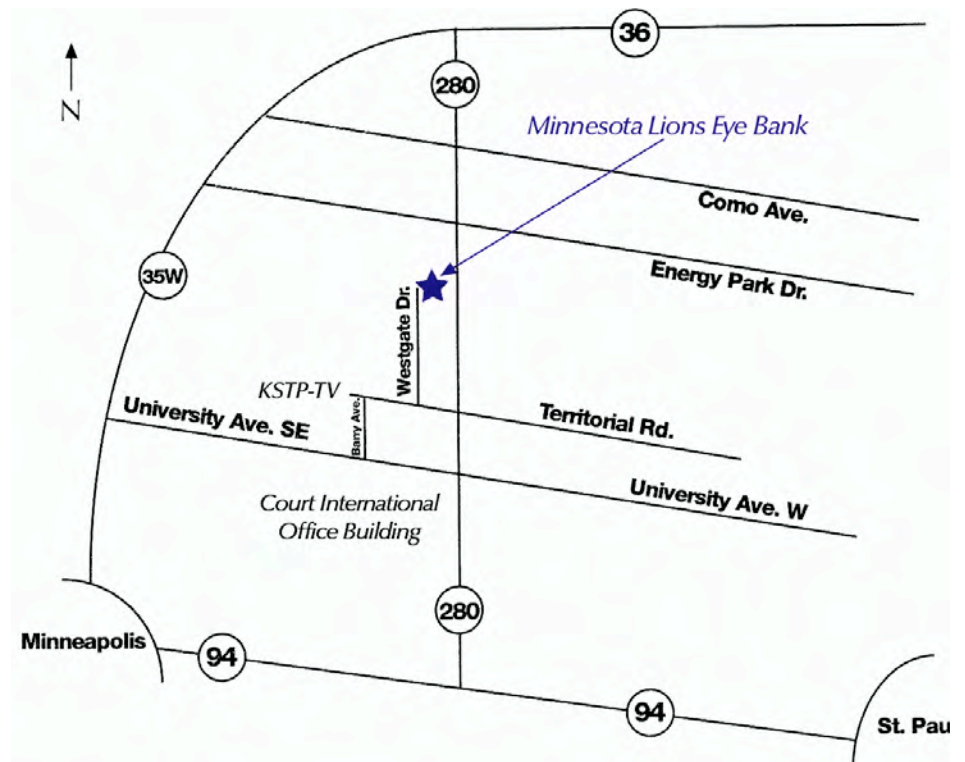 36
280
N
Minnesota Lions Eye Bank
Como Ave.
Energy Park Dr.
35W
Westgate Dr.
KSTP-TV
University Ave. SE
Barry Ave.
Territorial Rd.
University Ave. W
Court International
Office Building
280
Minneapolis
94
94
St. Pau